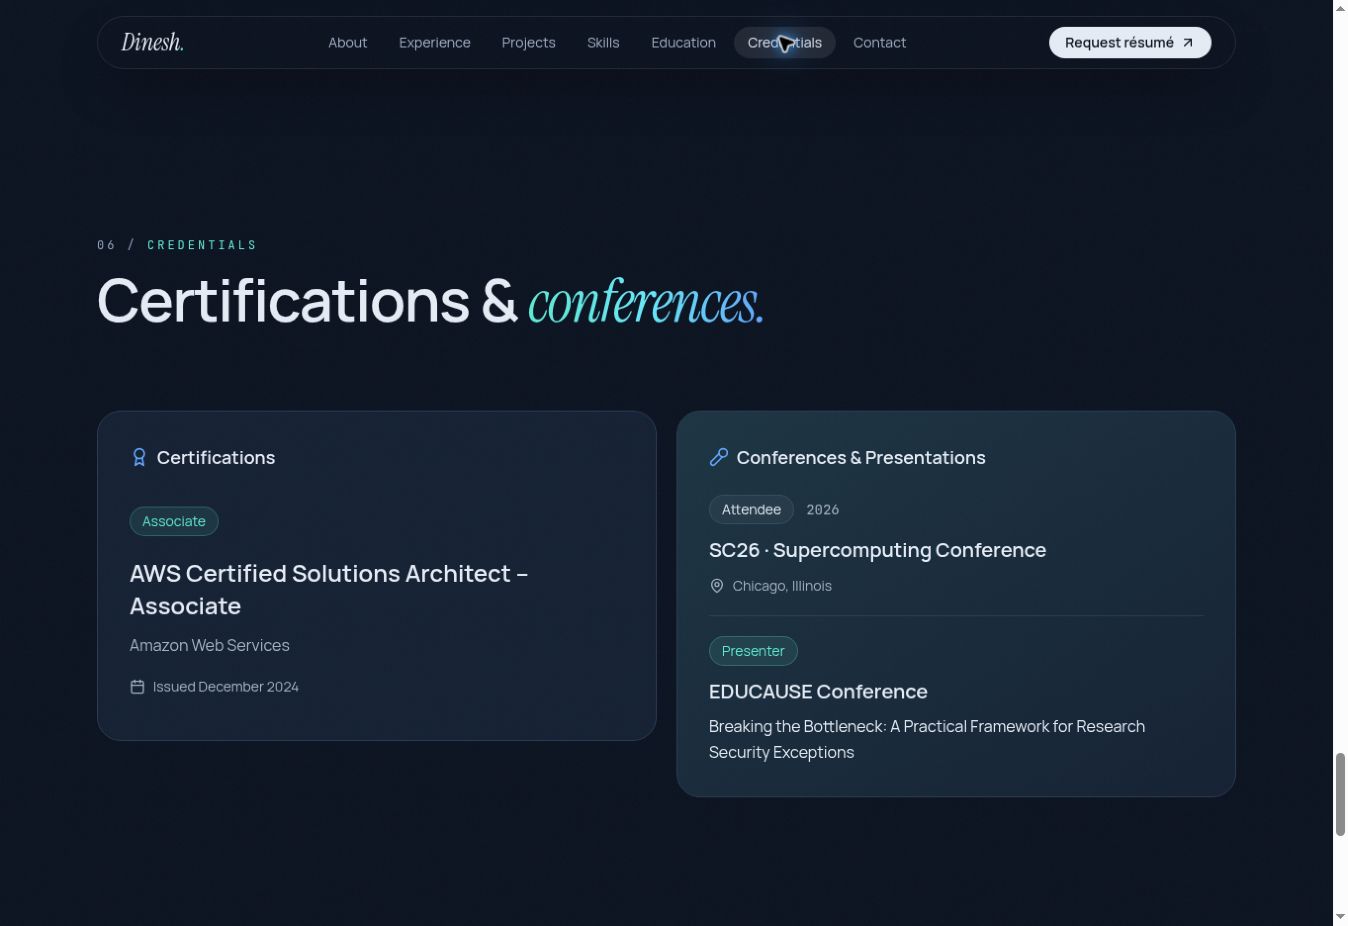 Dinesh.
About
Experience
Projects
Skills
Education
Credentials
Contact
Request résumé
06 / CREDENTIALS
Certifications & conferences.
Certifications
Associate
AWS Certified Solutions Architect –
Associate
Amazon Web Services
Issued December 2024
Conferences & Presentations
Attendee 2026
SC26 · Supercomputing Conference
Chicago, Illinois
Presenter
EDUCAUSE Conference
Breaking the Bottleneck: A Practical Framework for Research
Security Exceptions